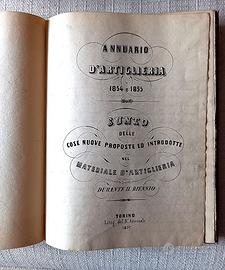 ANNUARIO
D'ARTIGLIERIA
1854 e 1855
SUNTO
DELLE
COSE NUOVE PROPOSTE ED INTRODOTTE
NEL
MATERIALE D'ARTIGLIERIA
DURANTE IL BIENNIO
TORINO